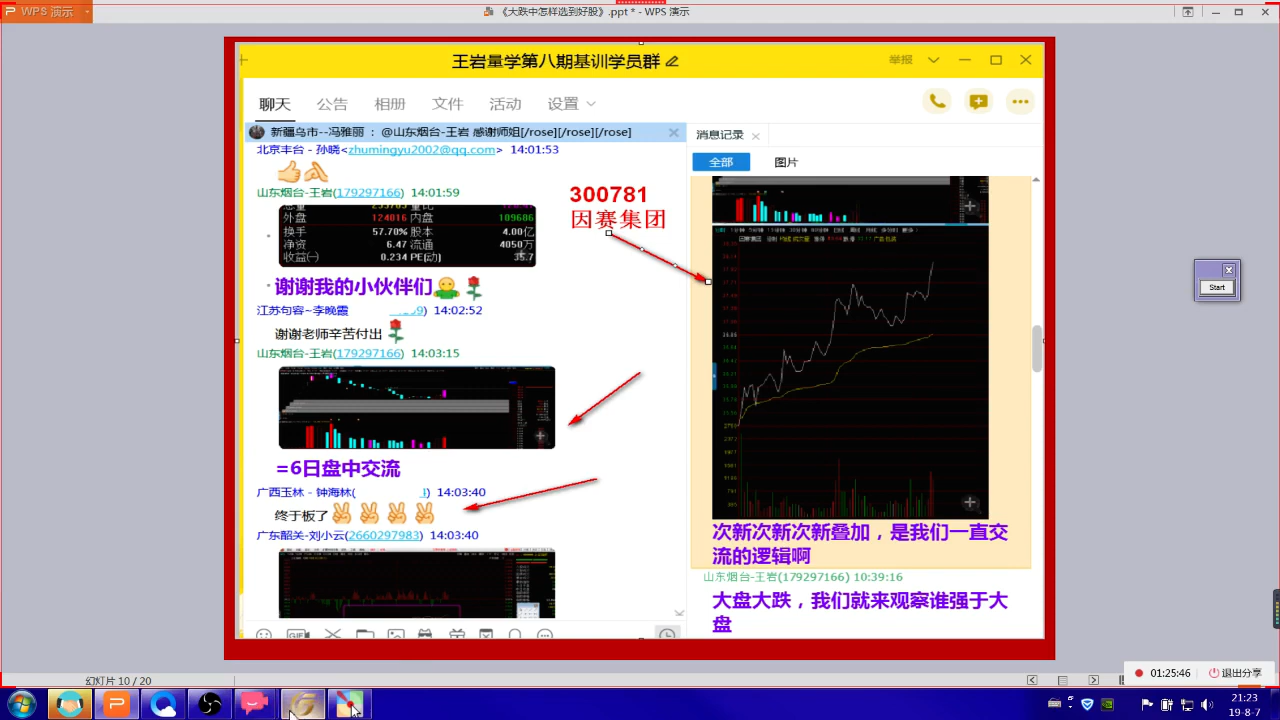 WPS 演示
《大跌中怎样选到好股》.ppt * - WPS 演示
王岩量学第八期基训学员群
举报
聊天 公告 相册 文件 活动 设置
新疆乌市--冯雅丽 ：@山东烟台-王岩 感谢师姐[/rose][/rose][/rose]
北京丰台 - 孙晓<zhumingyu2002@qq.com> 14:01:53
山东烟台-王岩(179297166) 14:01:59
外盘 124016 内盘 109686
换手 57.70% 股本 4.00亿
净资 6.47 流通 4050万
收益㈠ 0.234 PE(动) 35.7
谢谢我的小伙伴们
江苏句容~李晚霞 9) 14:02:52
谢谢老师辛苦付出
山东烟台-王岩(179297166) 14:03:15
=6日盘中交流
广西玉林 - 钟海林( ) 14:03:40
终于板了
广东韶关-刘小云(2660297983) 14:03:40
300781
因赛集团
消息记录
全部 图片
次新次新次新叠加，是我们一直交
流的逻辑啊
山东烟台-王岩(179297166) 10:39:16
大盘大跌，我们就来观察谁强于大
盘
Start
幻灯片 10 / 20
01:25:46 退出分享
21:23
19-8-7